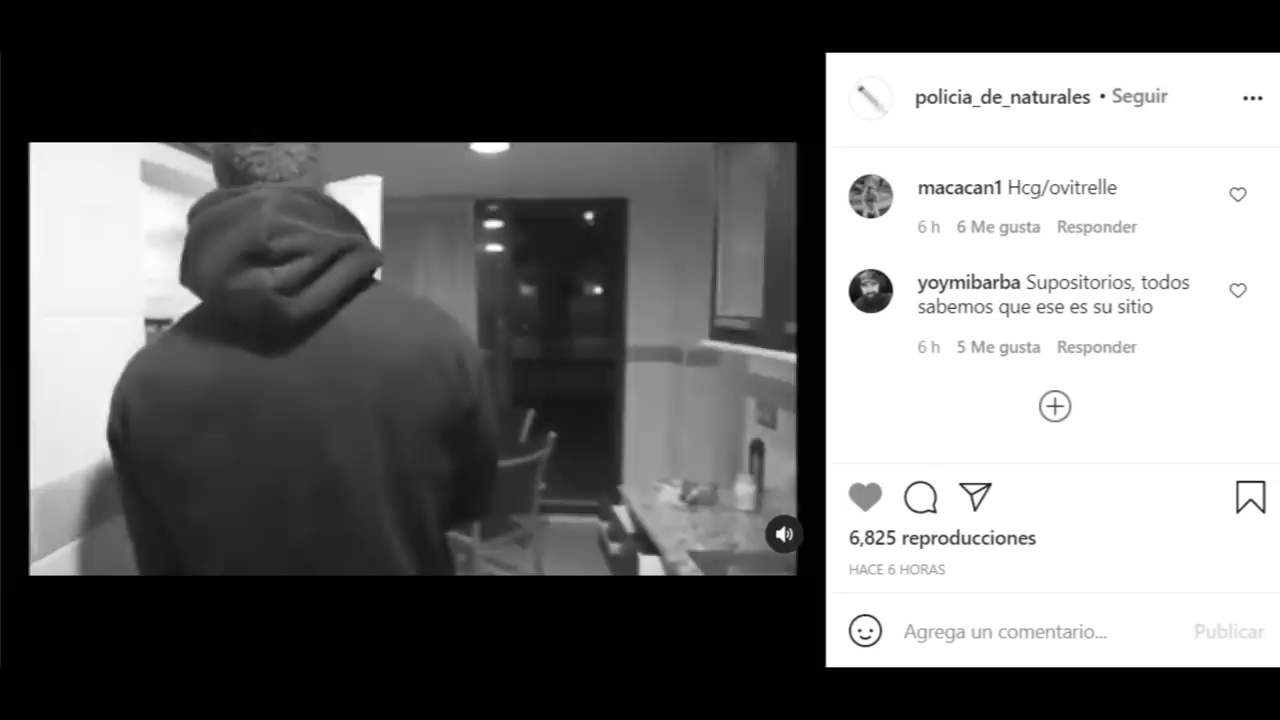 policia_de_naturales • Seguir
macacan1 Hcg/ovitrelle
6 h 6 Me gusta Responder
yoymibarba Supositorios, todos
sabemos que ese es su sitio
6 h 5 Me gusta Responder
6,825 reproducciones
HACE 6 HORAS
Agrega un comentario... Publicar